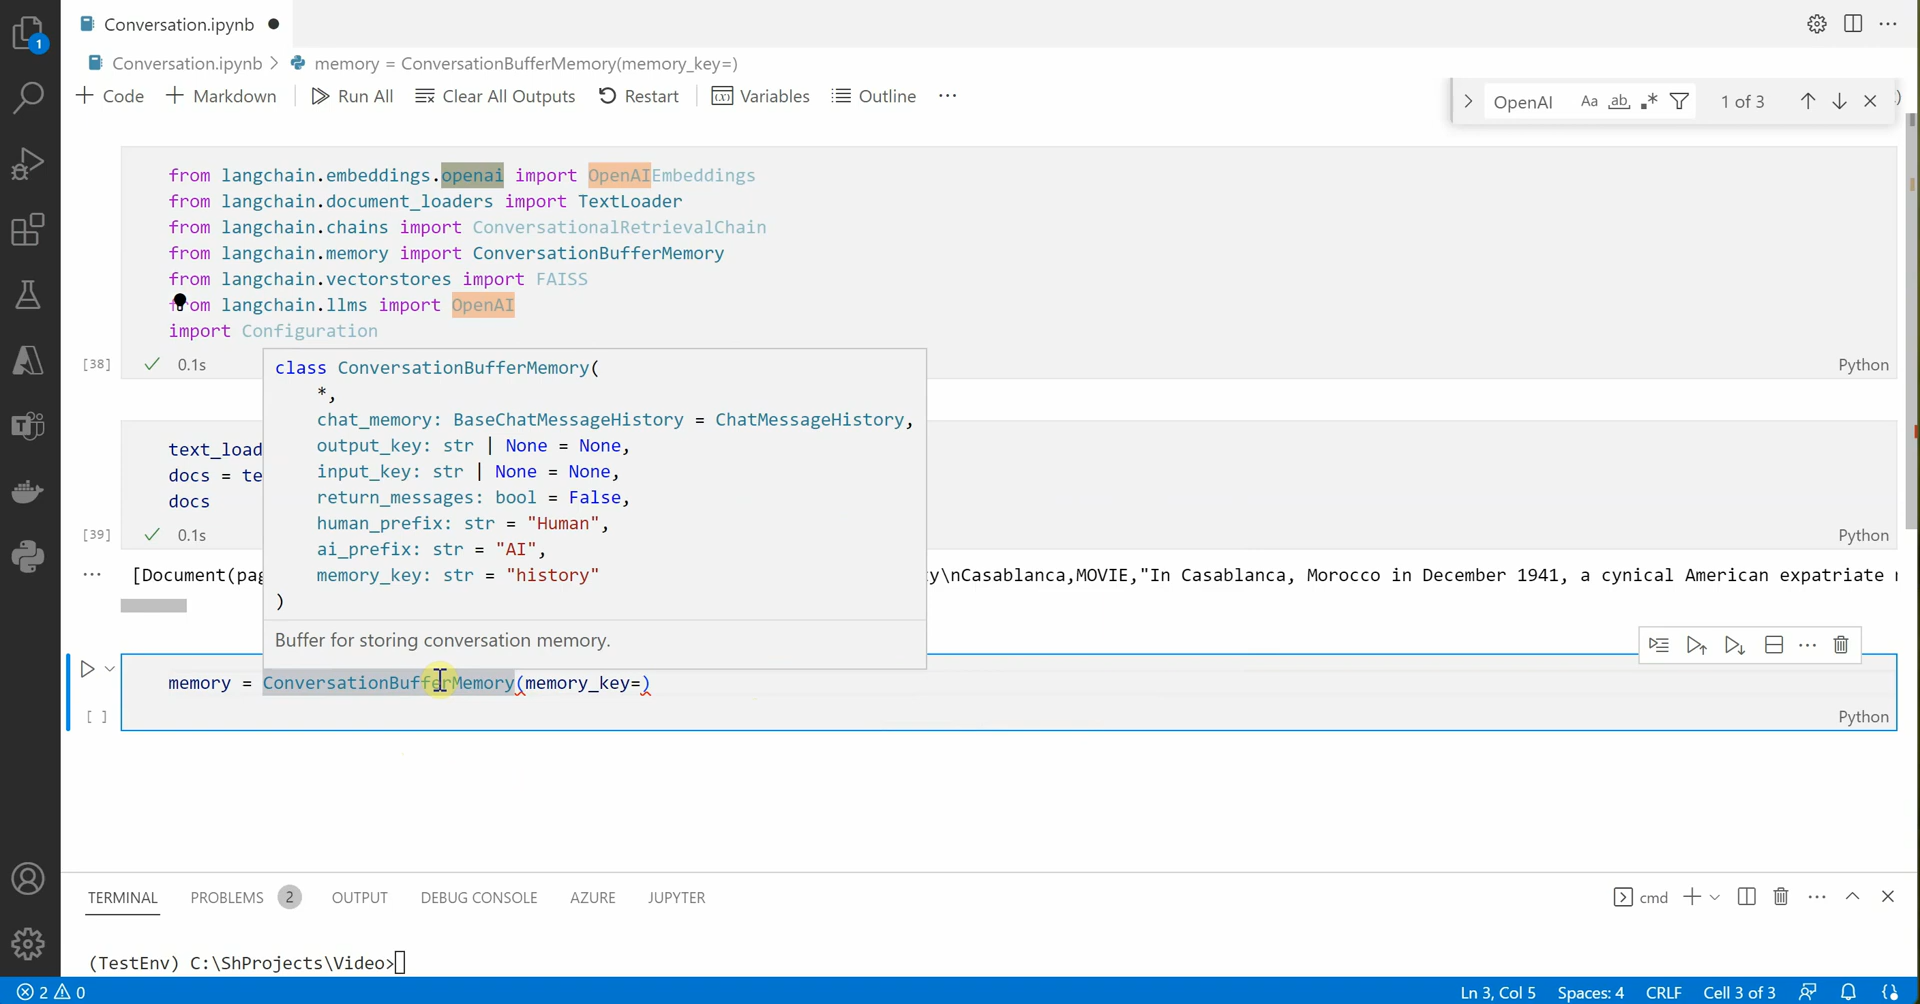 Conversation.ipynb
1
Conversation.ipynb > memory = ConversationBufferMemory(memory_key=)
+ Code + Markdown Run All Clear All Outputs Restart Variables Outline ...
OpenAI Aa ab 1 of 3
from langchain.embeddings.openai import OpenAIEmbeddings
from langchain.document_loaders import TextLoader
from langchain.chains import ConversationalRetrievalChain
from langchain.memory import ConversationBufferMemory
from langchain.vectorstores import FAISS
from langchain.llms import OpenAI
import Configuration
[38] 0.1s Python
class ConversationBufferMemory(
*,
chat_memory: BaseChatMessageHistory = ChatMessageHistory,
output_key: str | None = None,
input_key: str | None = None,
return_messages: bool = False,
human_prefix: str = "Human",
ai_prefix: str = "AI",
memory_key: str = "history"
)
Buffer for storing conversation memory.
text_load
docs = te
docs
[39] 0.1s Python
... [Document(pag y\nCasablanca,MOVIE,"In Casablanca, Morocco in December 1941, a cynical American expatriate
memory = ConversationBufferMemory(memory_key=)
[ ] Python
TERMINAL PROBLEMS 2 OUTPUT DEBUG CONSOLE AZURE JUPYTER cmd
(TestEnv) C:\ShProjects\Video>
2 0 Ln 3, Col 5 Spaces: 4 CRLF Cell 3 of 3